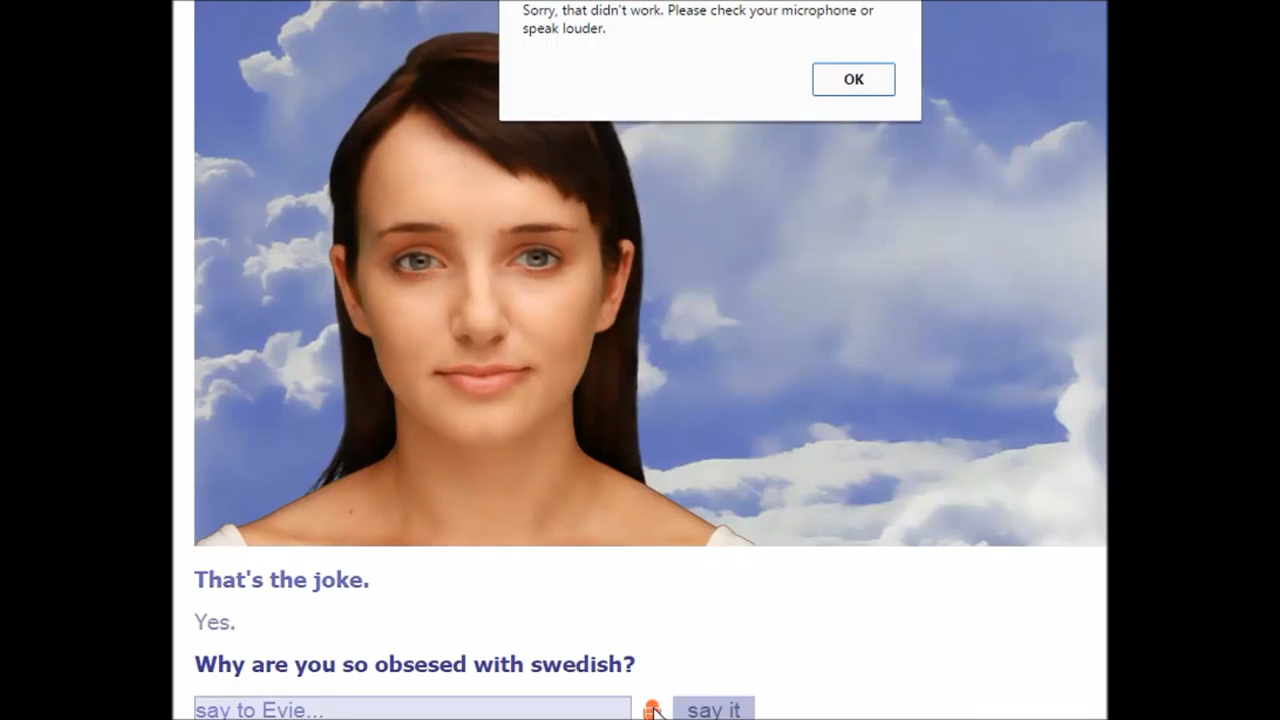 Sorry, that didn't work. Please check your microphone or
speak louder.
OK
That's the joke.
Yes.
Why are you so obsesed with swedish?
say to Evie...
say it